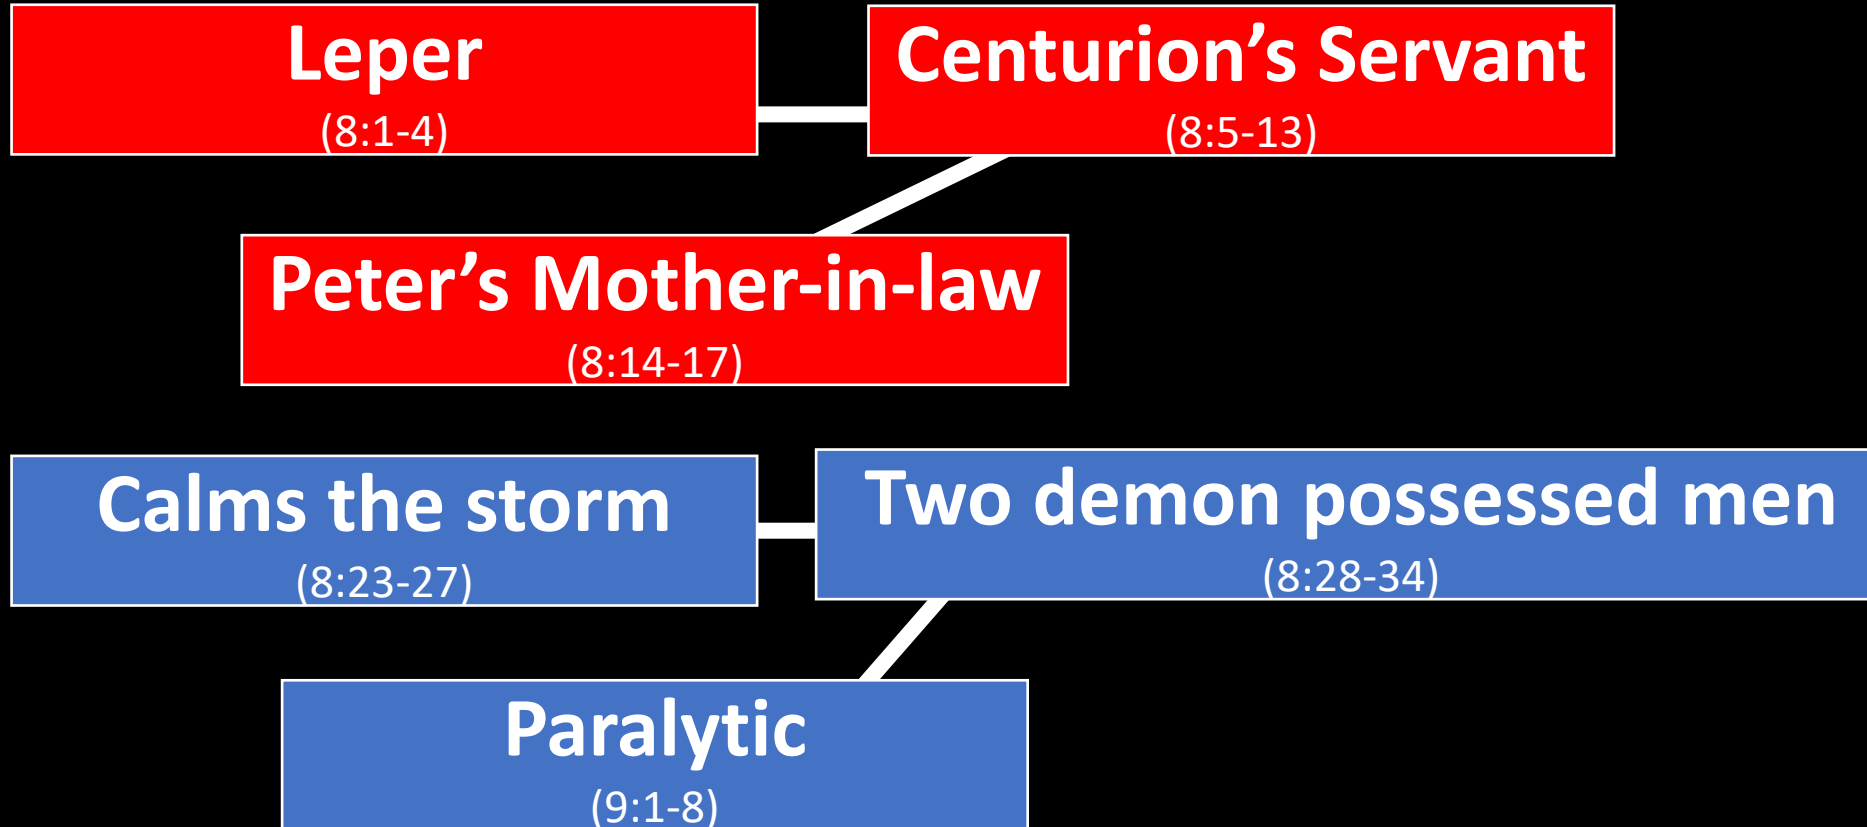 Leper
(8:1-4)
Centurion’s Servant
(8:5-13)
Peter’s Mother-in-law
(8:14-17)
Calms the storm
(8:23-27)
Two demon possessed men
(8:28-34)
Paralytic
(9:1-8)